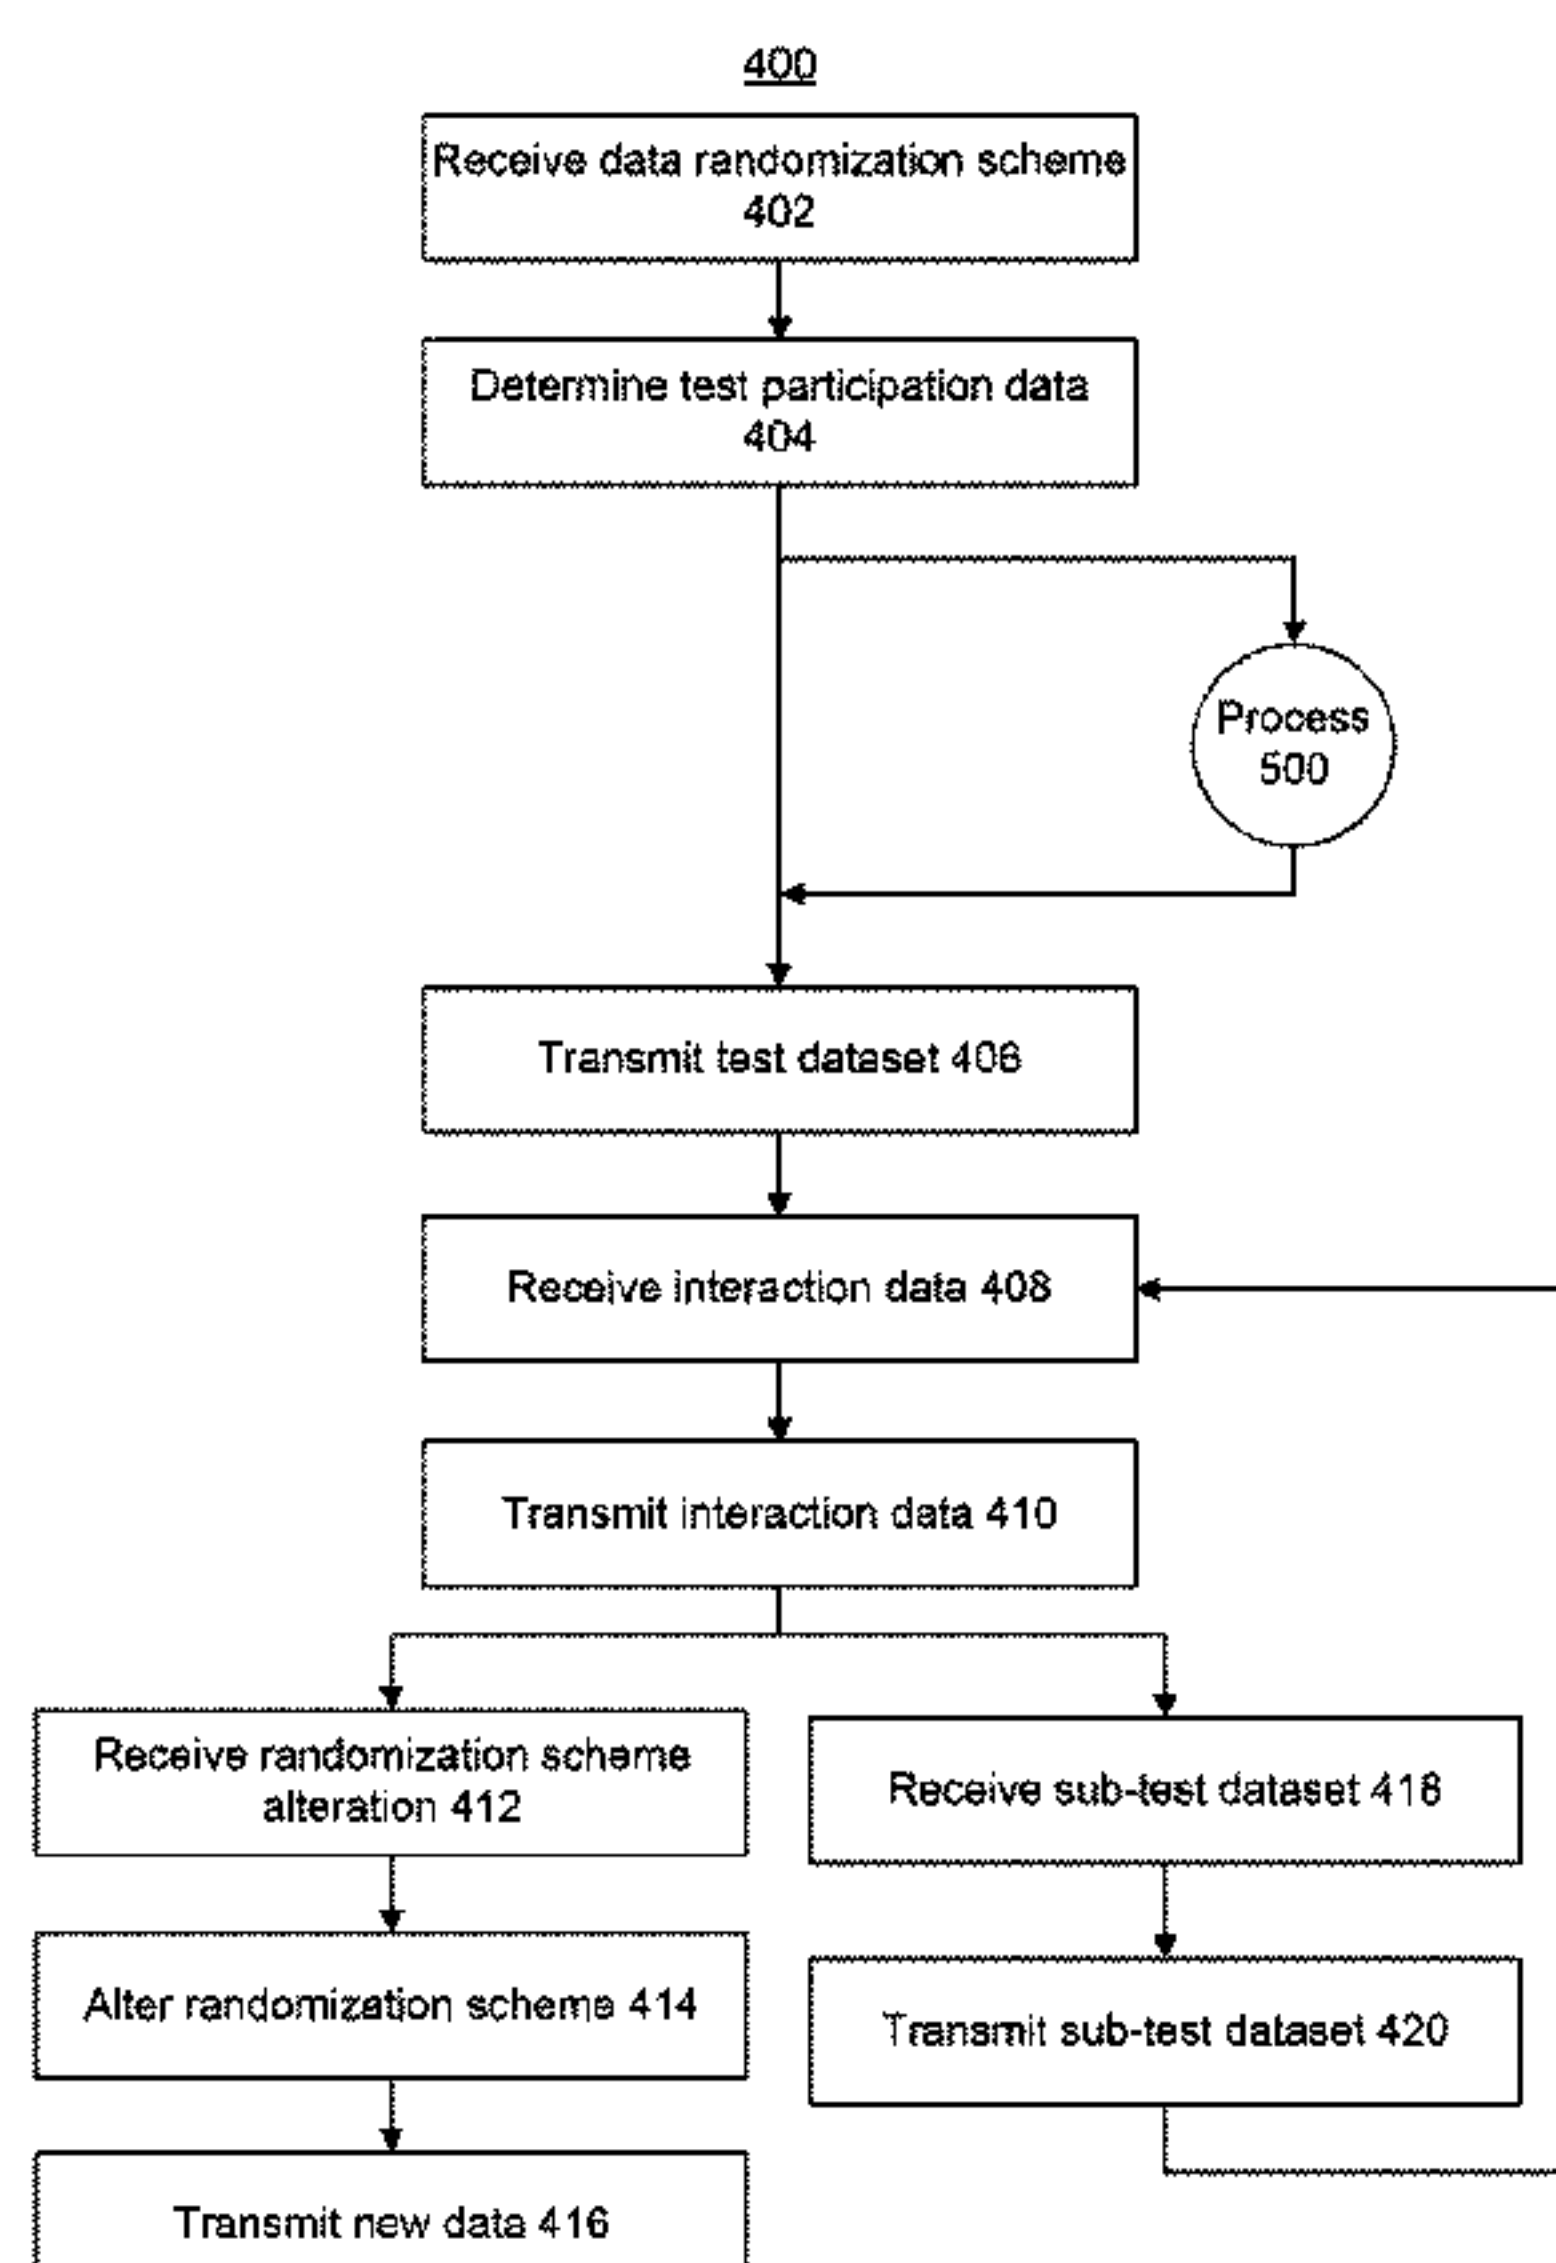 400
Receive data randomization scheme
402
Determine test participation data
404
Process
500
Transmit test dataset 406
Receive interaction data 408
Transmit interaction data 410
Receive randomization scheme
alteration 412
Receive sub-test dataset 418
Alter randomization scheme 414
Transmit sub-test dataset 420
Transmit new data 416